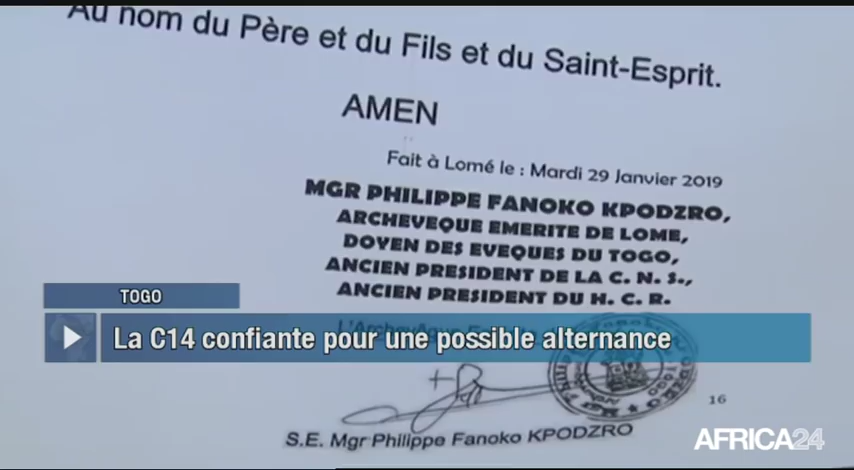 Au nom du Père et du Fils et du Saint-Esprit.
AMEN
Fait à Lomé le : Mardi 29 Janvier 2019
MGR PHILIPPE FANOKO KPODZRO,
ARCHEVEQUE EMERITE DE LOME,
DOYEN DES EVEQUES DU TOGO,
ANCIEN PRESIDENT DE LA C. N. S.,
ANCIEN PRESIDENT DU H. C. R.
TOGO
La C14 confiante pour une possible alternance
16
S.E. Mgr Philippe Fanoko KPODZRO
AFRICA24